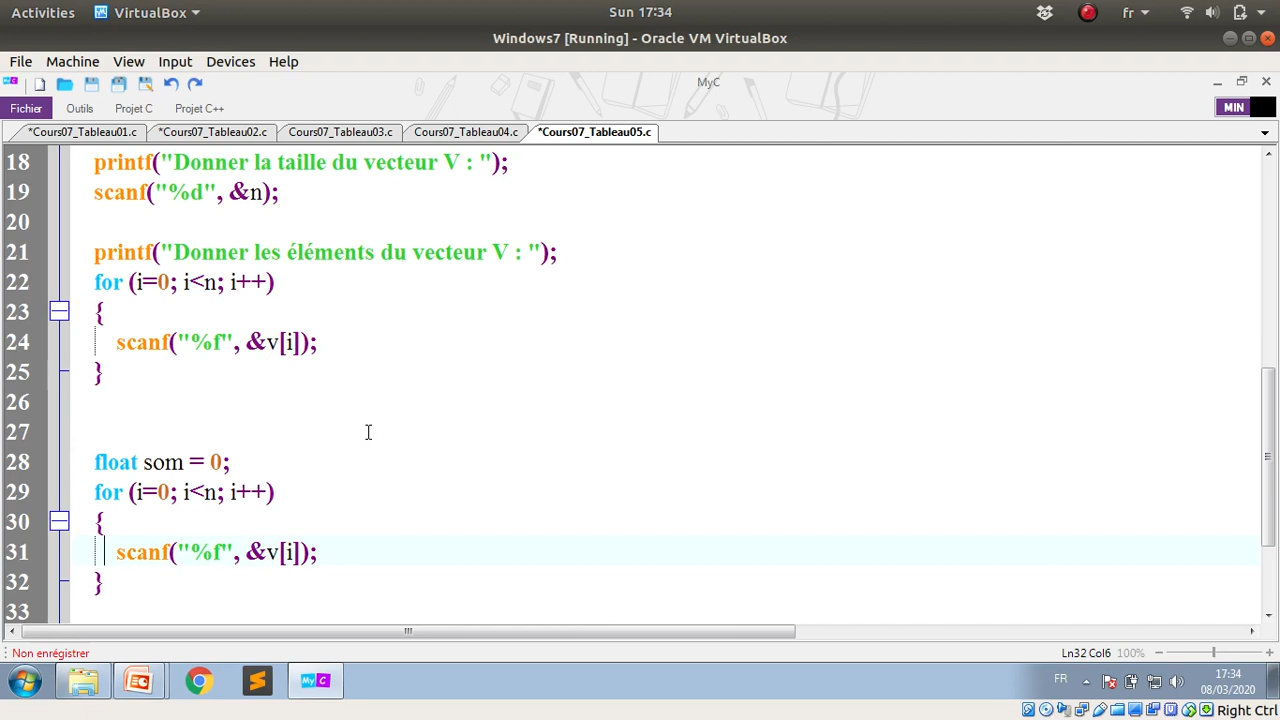 Activities VirtualBox Sun 17:34 fr
Windows7 [Running] - Oracle VM VirtualBox
File Machine View Input Devices Help
MyC MyC
Fichier Outils Projet C Projet C++ MIN
*Cours07_Tableau01.c *Cours07_Tableau02.c Cours07_Tableau03.c Cours07_Tableau04.c *Cours07_Tableau05.c
18 printf("Donner la taille du vecteur V : ");
19 scanf("%d", &n);
20
21 printf("Donner les éléments du vecteur V : ");
22 for (i=0; i<n; i++)
23 {
24 scanf("%f", &v[i]);
25 }
26
27
28 float som = 0;
29 for (i=0; i<n; i++)
30 {
31 scanf("%f", &v[i]);
32 }
33
Non enrégistrer Ln32 Col6 100%
MyC FR 17:34
08/03/2020
Right Ctrl